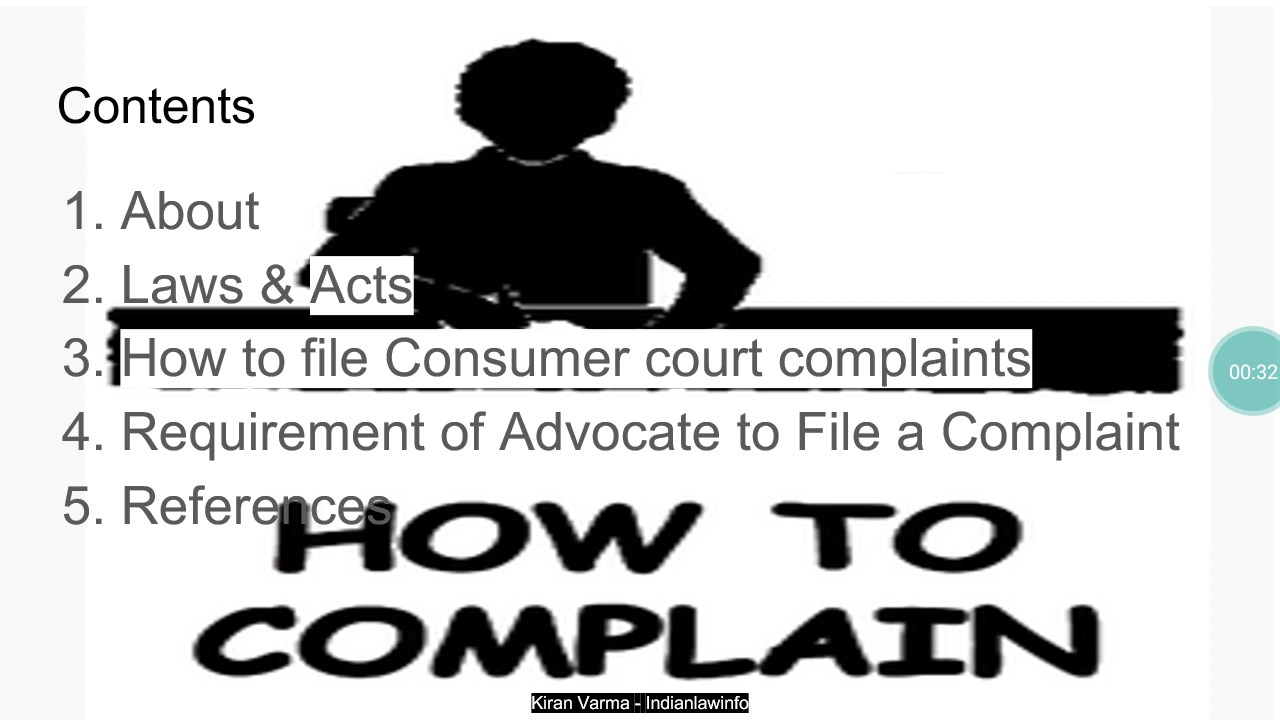 Contents
1. About
2. Laws & Acts
3. How to file Consumer court complaints
4. Requirement of Advocate to File a Complaint
5. References
HOW TO
COMPLAIN
Kiran Varma - Indianlawinfo
00:32